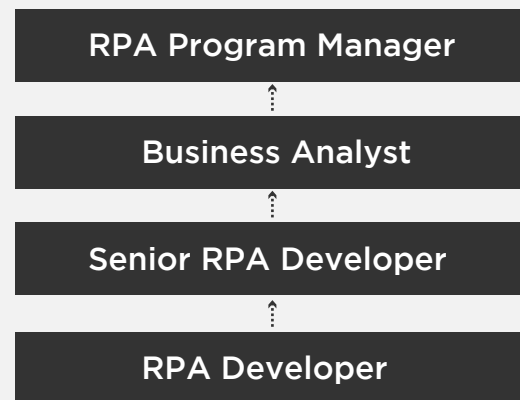 RPA Program Manager
Business Analyst
Senior RPA Developer
RPA Developer